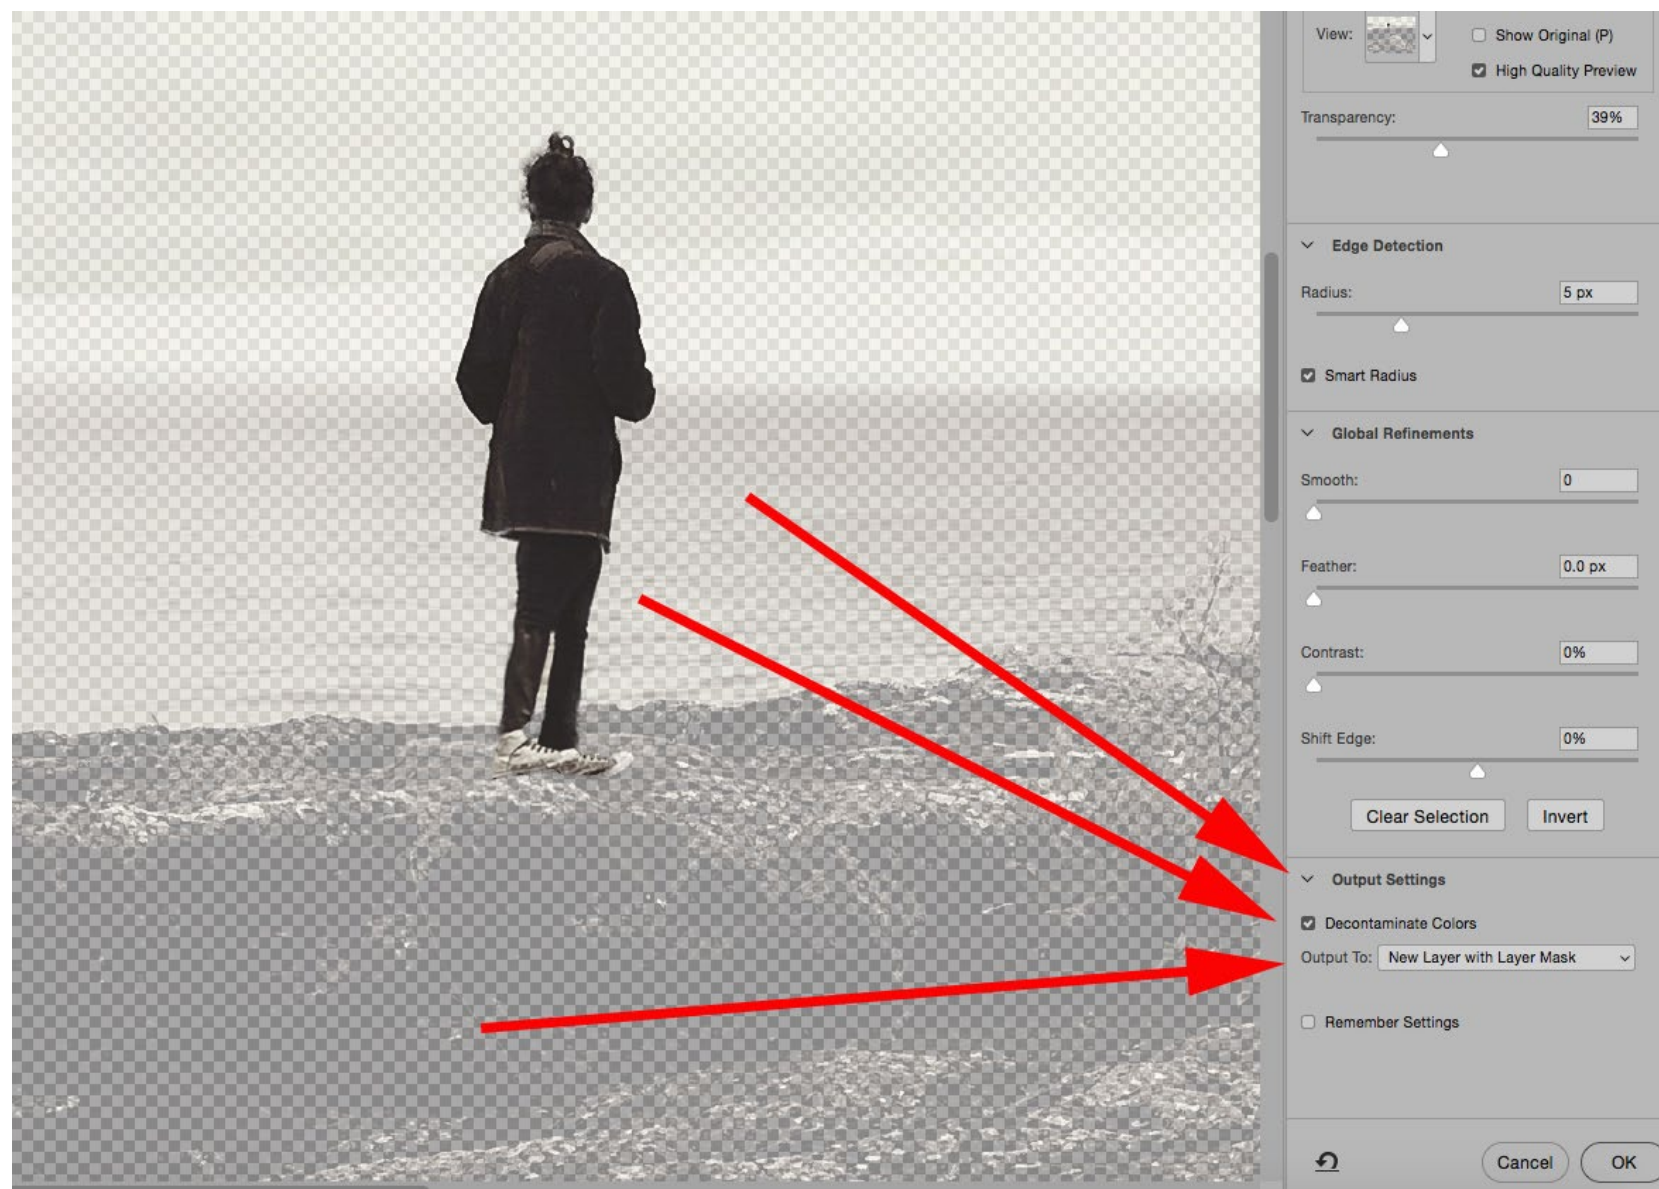 View:
Show Original (P)
High Quality Preview
Transparency:
39%
Edge Detection
Radius:
5 px
Smart Radius
Global Refinements
Smooth:
0
Feather:
0.0 px
Contrast:
0%
Shift Edge:
0%
Clear Selection
Invert
Output Settings
Decontaminate Colors
Output To:
New Layer with Layer Mask
Remember Settings
Cancel
OK